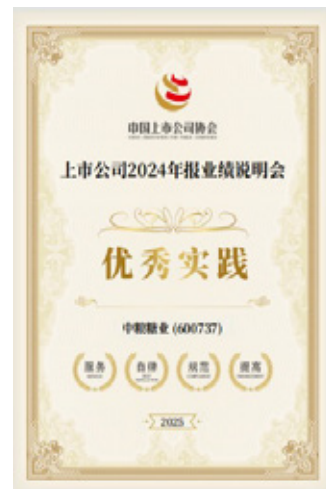 中国上市公司协会
上市公司2024年报业绩说明会
优秀实践
中粮糖业 (600737)
服务 自律 规范 提高
2025